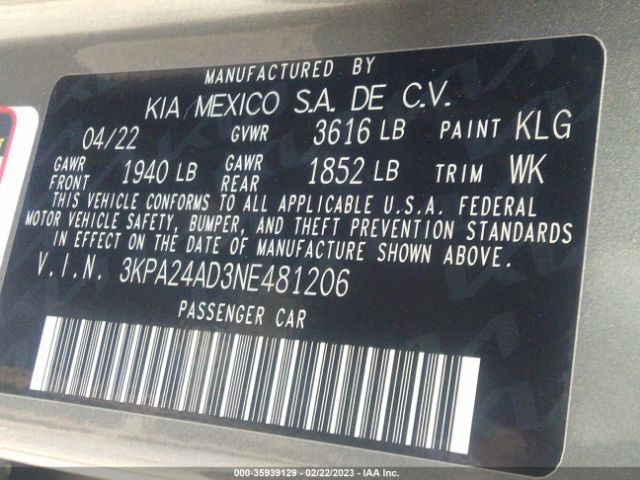 MANUFACTURED BY
KIA MEXICO S.A. DE C.V.
04/22 GVWR 3616 LB PAINT KLG
GAWR FRONT 1940 LB GAWR REAR 1852 LB TRIM WK
THIS VEHICLE CONFORMS TO ALL APPLICABLE U.S.A. FEDERAL
MOTOR VEHICLE SAFETY, BUMPER, AND THEFT PREVENTION STANDARDS
IN EFFECT ON THE DATE OF MANUFACTURE SHOWN ABOVE.
V.I.N. 3KPA24AD3NE481206
PASSENGER CAR
000-35939129 - 02/22/2023 - IAA Inc.